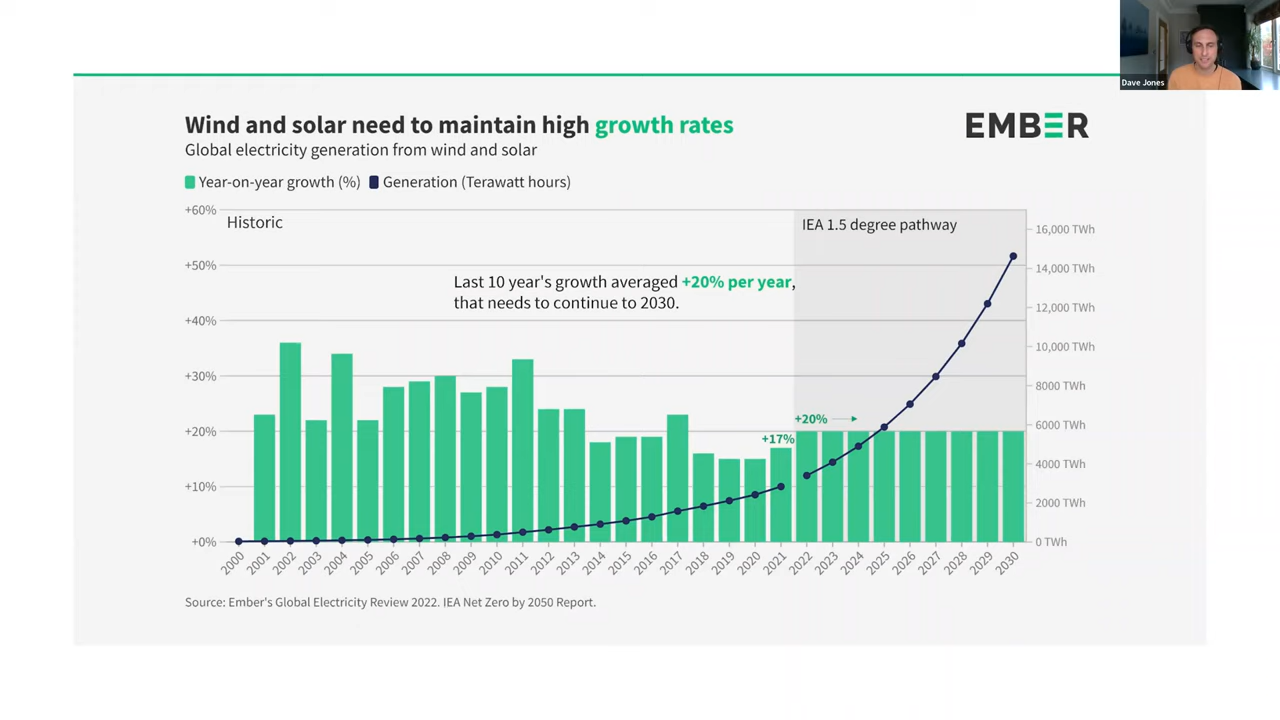 Dave Jones
Wind and solar need to maintain high growth rates
EMBER
Global electricity generation from wind and solar
Year-on-year growth (%) Generation (Terawatt hours)
+60%
Historic
IEA 1.5 degree pathway
16,000 TWh
+50%
14,000 TWh
Last 10 year's growth averaged +20% per year,
that needs to continue to 2030.
12,000 TWh
+40%
10,000 TWh
+30%
8000 TWh
+20%
6000 TWh
+20%
+17%
4000 TWh
+10%
2000 TWh
+0%
0 TWh
2000 2001 2002 2003 2004 2005 2006 2007 2008 2009 2010 2011 2012 2013 2014 2015 2016 2017 2018 2019 2020 2021 2022 2023 2024 2025 2026 2027 2028 2029 2030
Source: Ember's Global Electricity Review 2022. IEA Net Zero by 2050 Report.